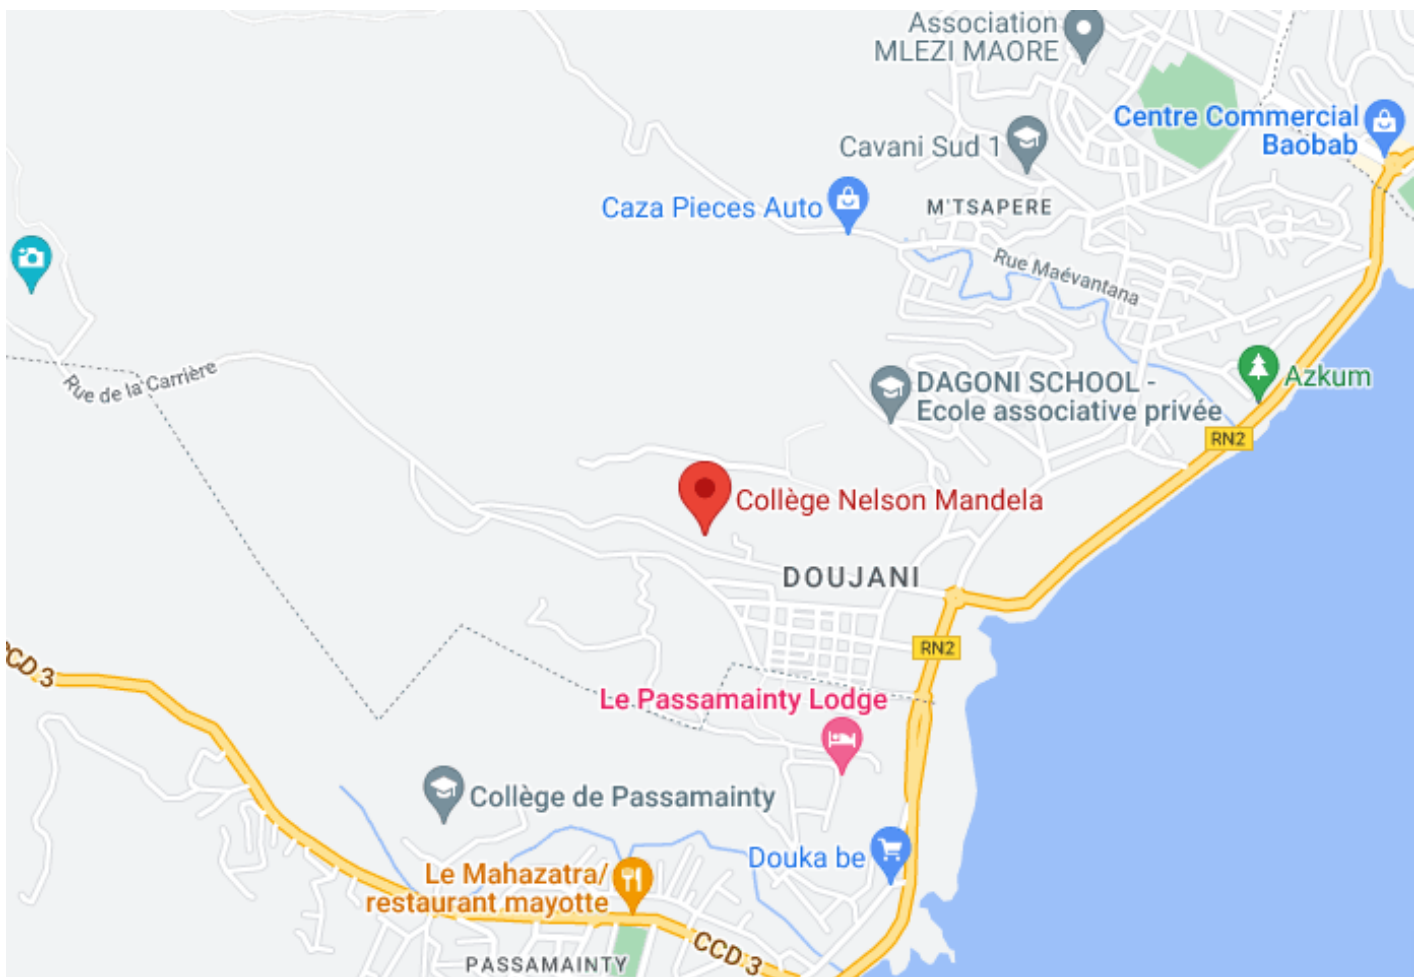 Association
MLEZI MAORE
Centre Commercial
Baobab
Cavani Sud 1
Caza Pieces Auto
M'TSAPERE
Rue Maévantana
Rue de la Carrière
Azkum
DAGONI SCHOOL -
Ecole associative privée
RN2
Collège Nelson Mandela
DOUJANI
RN2
CCD 3
Le Passamainty Lodge
Collège de Passamainty
Douka be
Le Mahazatra/
restaurant mayotte
CCD 3
PASSAMAINTY